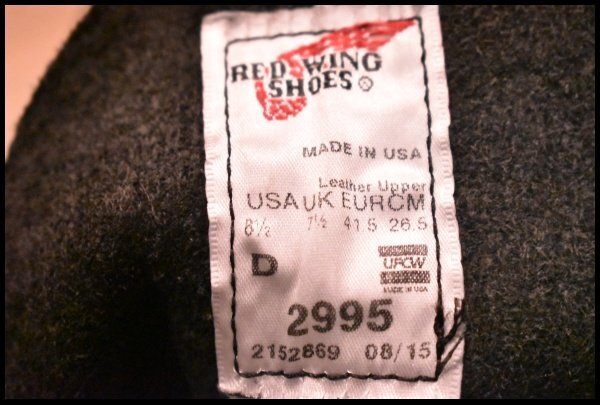 RED WING
SHOES®
MADE IN USA
Leather Upper
USA UK EUR CM
8½ 7½ 41.5 26.5
D
UFCW
MADE IN USA
2995
2152869 08/15